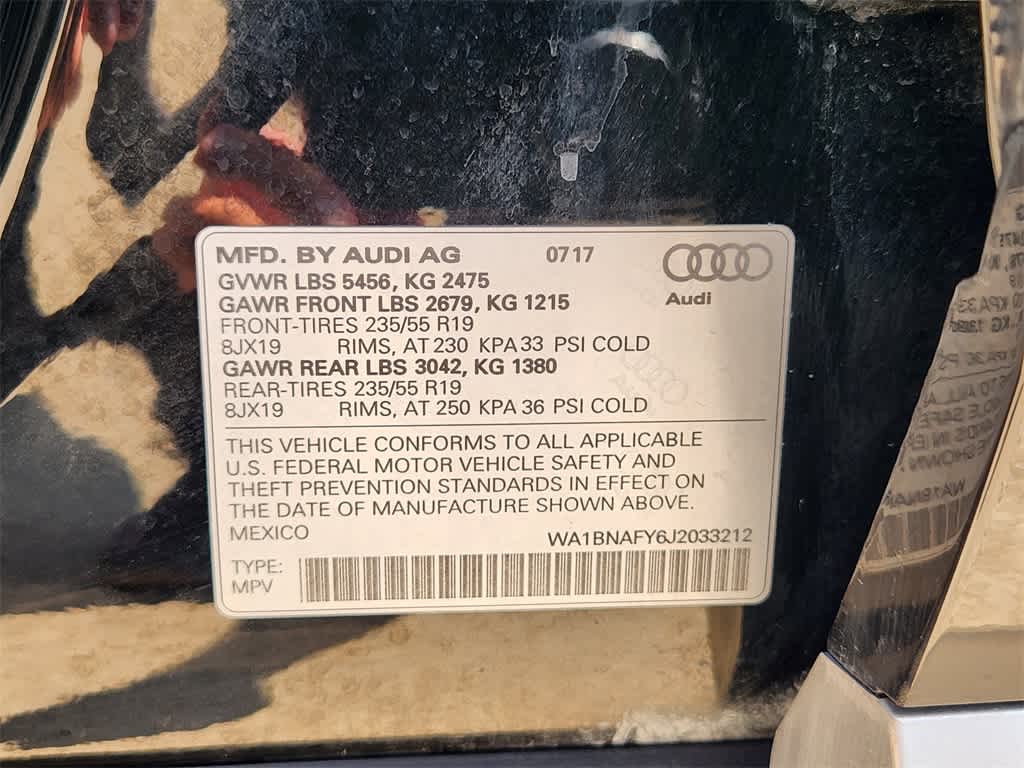 MFD. BY AUDI AG 0717
GVWR LBS 5456, KG 2475
GAWR FRONT LBS 2679, KG 1215
Audi
FRONT-TIRES 235/55 R19
8JX19 RIMS, AT 230 KPA 33 PSI COLD
GAWR REAR LBS 3042, KG 1380
REAR-TIRES 235/55 R19
8JX19 RIMS, AT 250 KPA 36 PSI COLD
THIS VEHICLE CONFORMS TO ALL APPLICABLE
U.S. FEDERAL MOTOR VEHICLE SAFETY AND
THEFT PREVENTION STANDARDS IN EFFECT ON
THE DATE OF MANUFACTURE SHOWN ABOVE.
MEXICO WA1BNAFY6J2033212
TYPE:
MPV